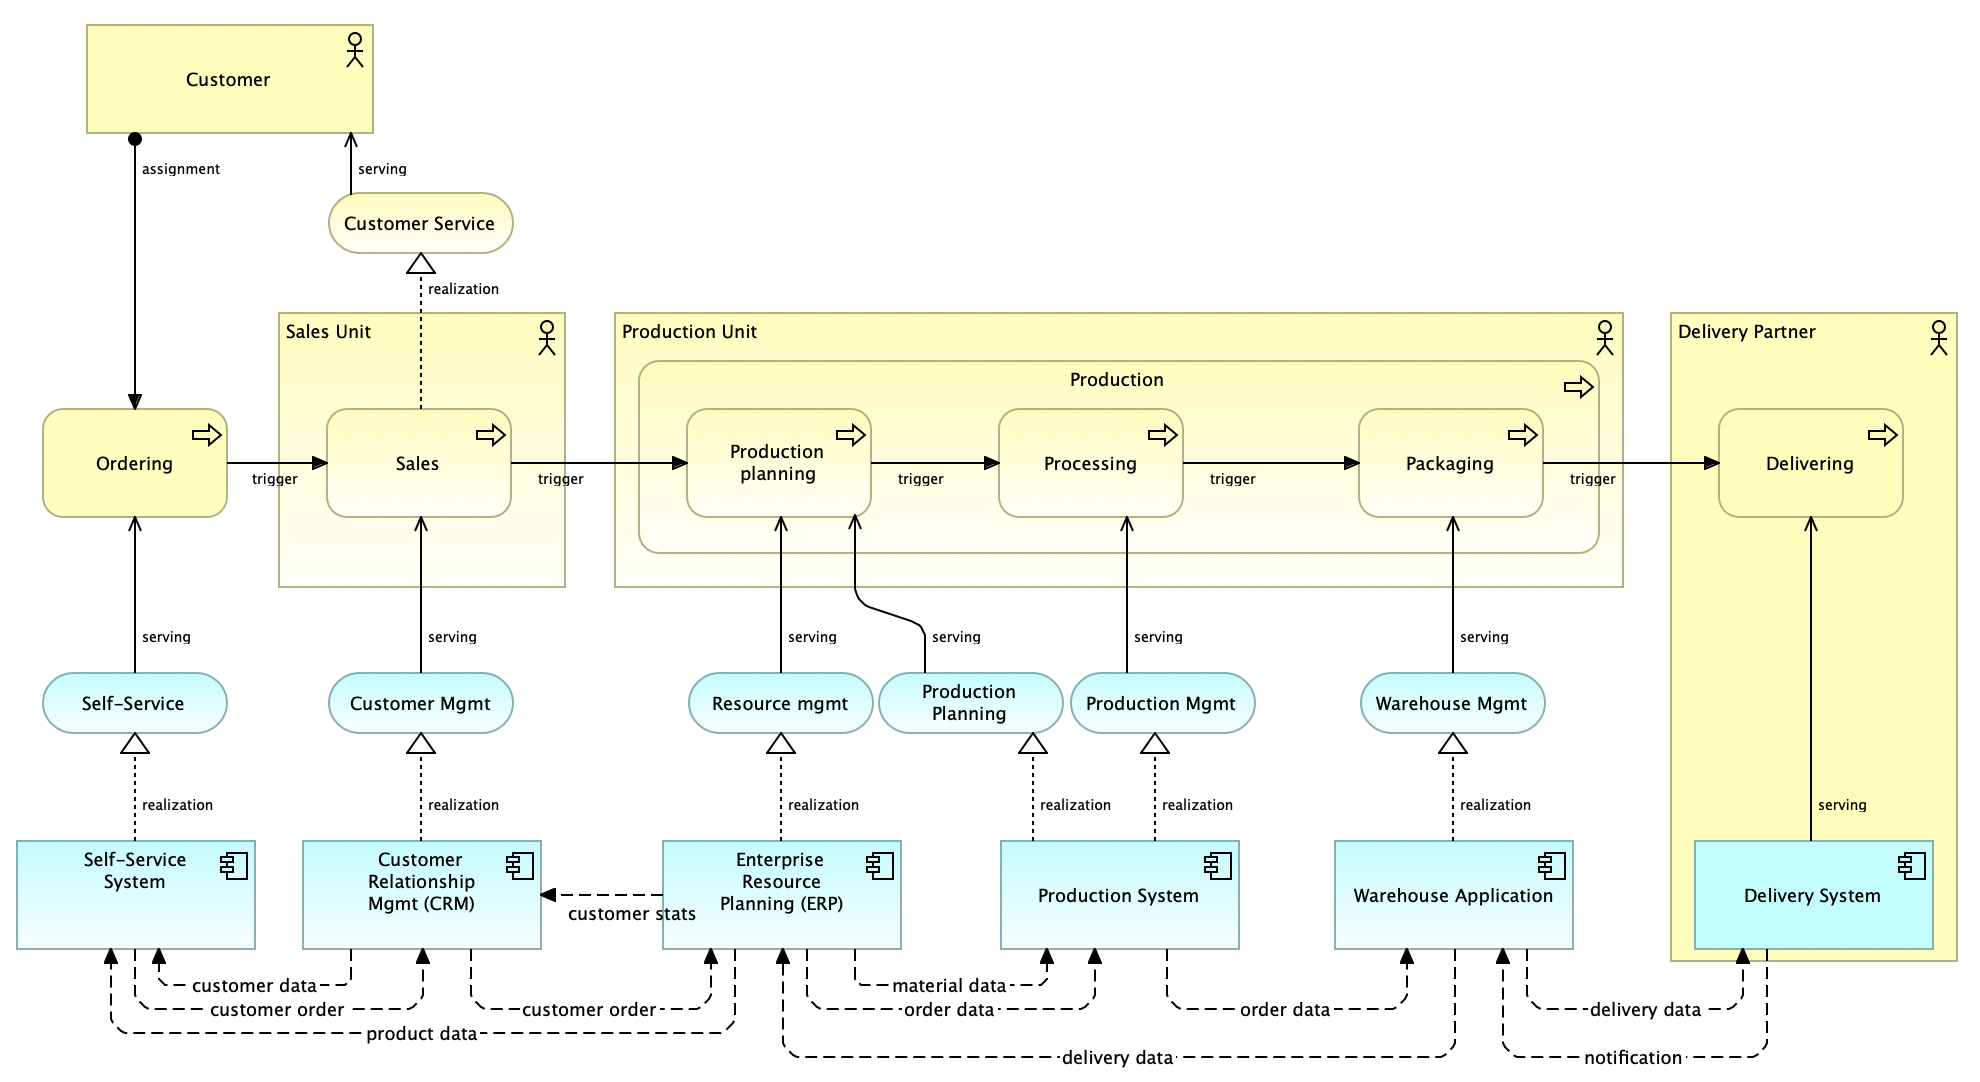 Customer
assignment
serving
Customer Service
realization
Sales Unit
Production Unit
Delivery Partner
Production
Ordering
trigger
Sales
trigger
Production
planning
trigger
Processing
trigger
Packaging
trigger
Delivering
serving
serving
serving
serving
serving
serving
Self-Service
Customer Mgmt
Resource mgmt
Production
Planning
Production Mgmt
Warehouse Mgmt
realization
realization
realization
realization
realization
realization
serving
Self-Service
System
Customer
Relationship
Mgmt (CRM)
customer stats
Enterprise
Resource
Planning (ERP)
Production System
Warehouse Application
Delivery System
customer data
material data
customer order
customer order
order data
order data
delivery data
product data
delivery data
notification